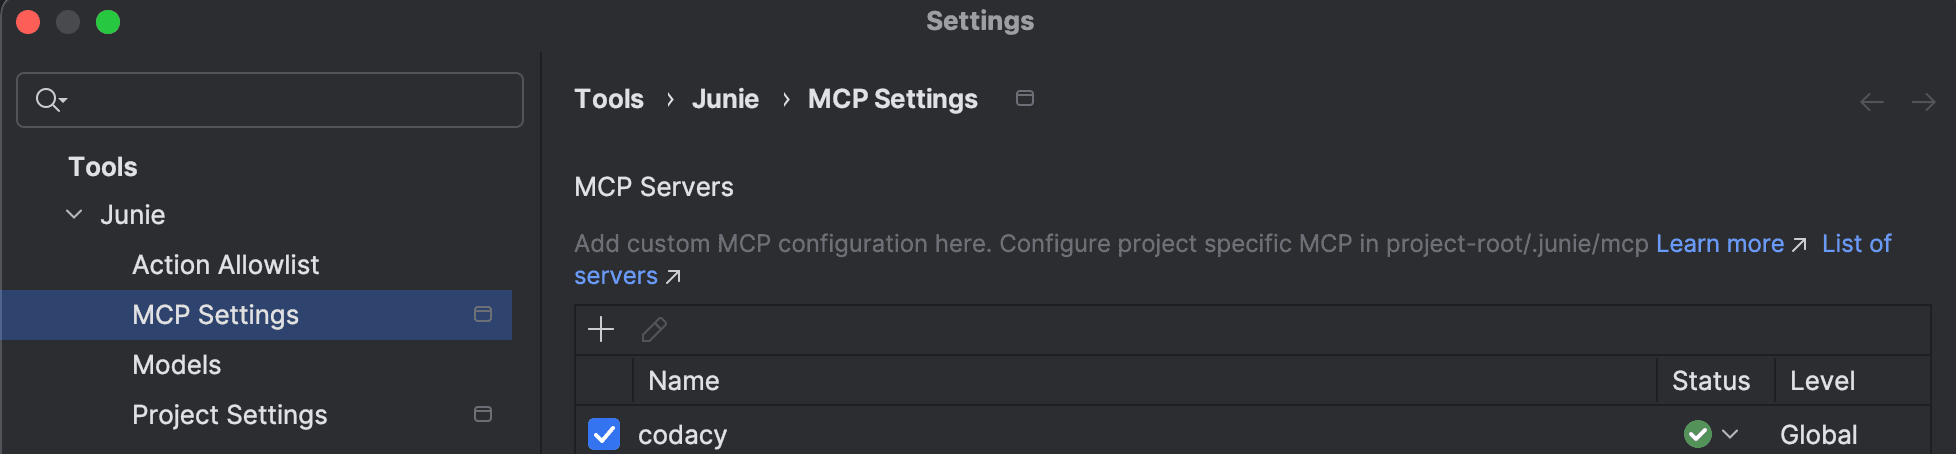 Settings
Tools
Junie
Action Allowlist
MCP Settings
Models
Project Settings
Tools › Junie › MCP Settings
MCP Servers
Add custom MCP configuration here. Configure project specific MCP in project-root/.junie/mcp Learn more ↗ List of
servers ↗
Name Status Level
codacy Global